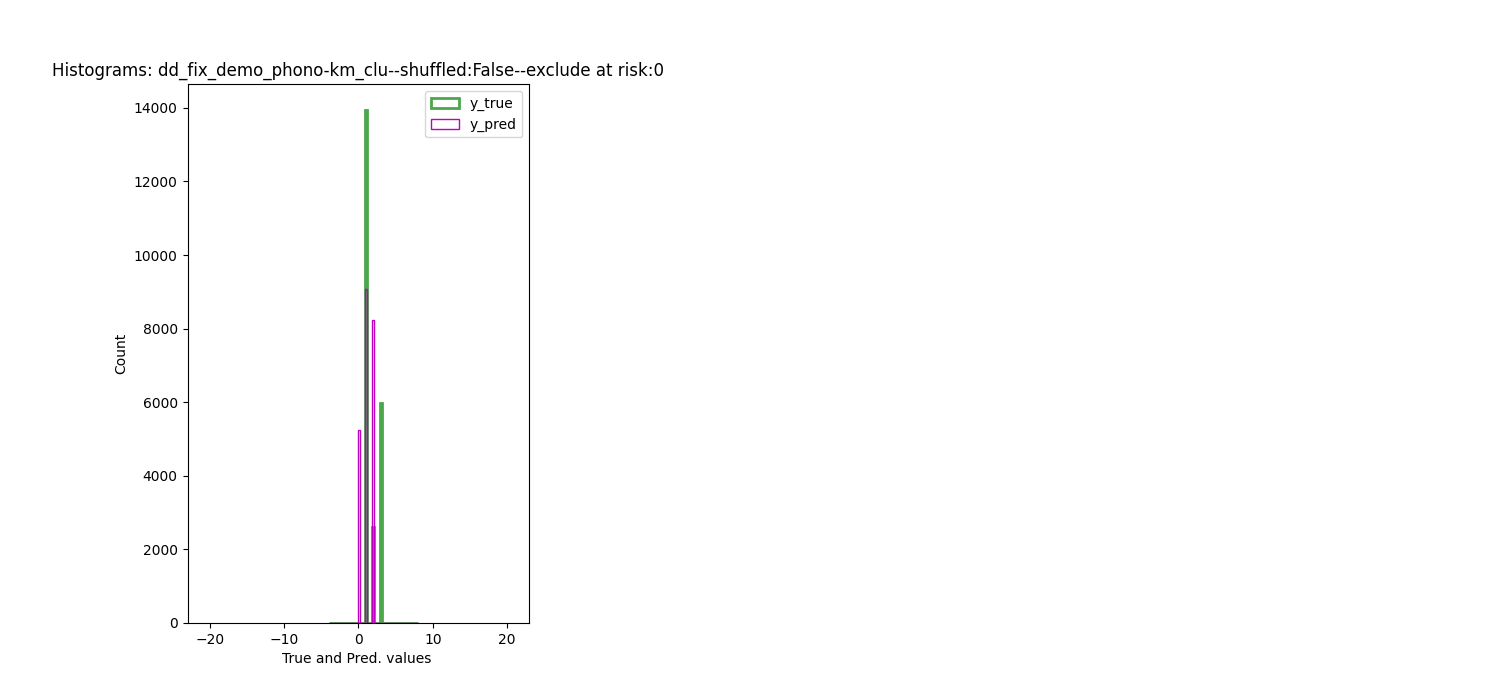 Histograms: dd_fix_demo_phono-km_clu--shuffled:False--exclude at risk:0
y_true
y_pred
14000
12000
10000
8000
6000
4000
2000
0
Count
−20 −10 0 10 20
True and Pred. values